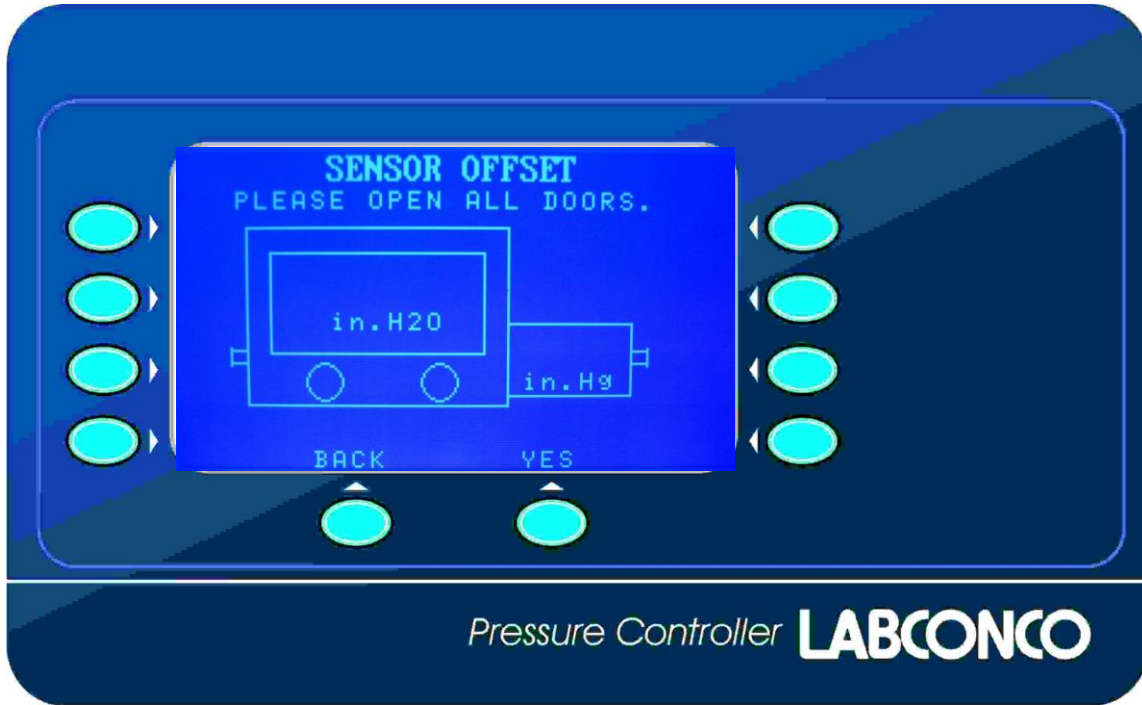 SENSOR OFFSET
PLEASE OPEN ALL DOORS.
in.H2O
in.Hg
BACK YES
Pressure Controller LABCONCO